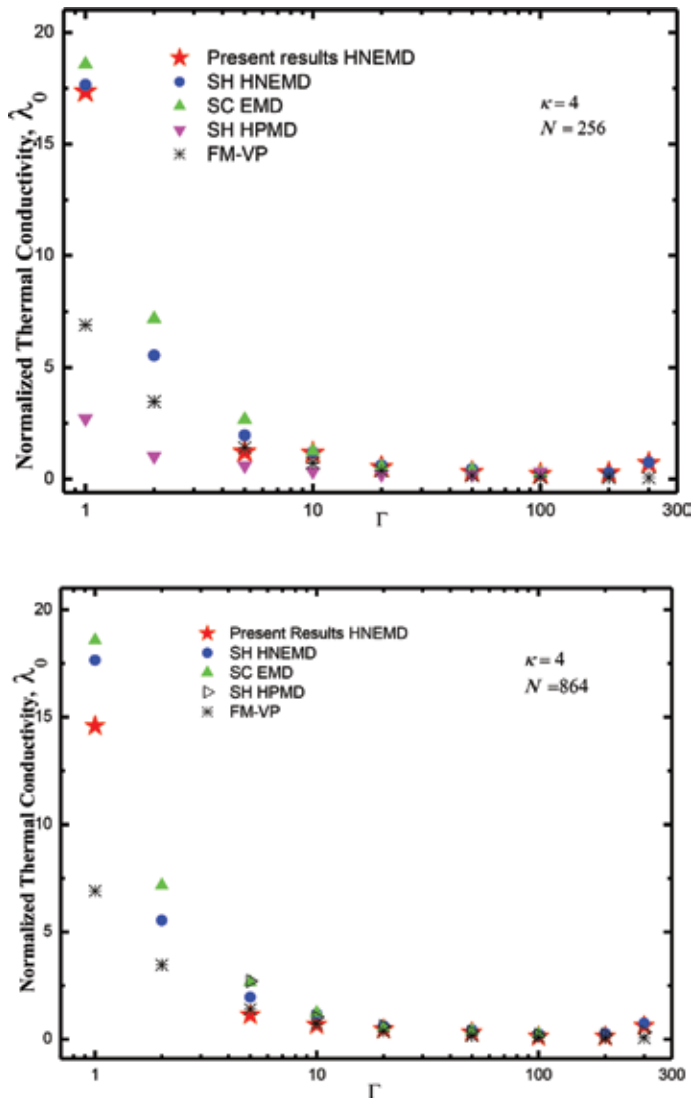 20
15
10
5
0
Normalized Thermal Conductivity, λ₀
Present results HNEMD
SH HNEMD
SC EMD
SH HPMD
FM-VP
κ = 4
N = 256
1
10
100
300
Γ
20
15
10
5
0
Normalized Thermal Conductivity, λ₀
Present Results HNEMD
SH HNEMD
SC EMD
SH HPMD
FM-VP
κ = 4
N = 864
1
10
100
300
Γ